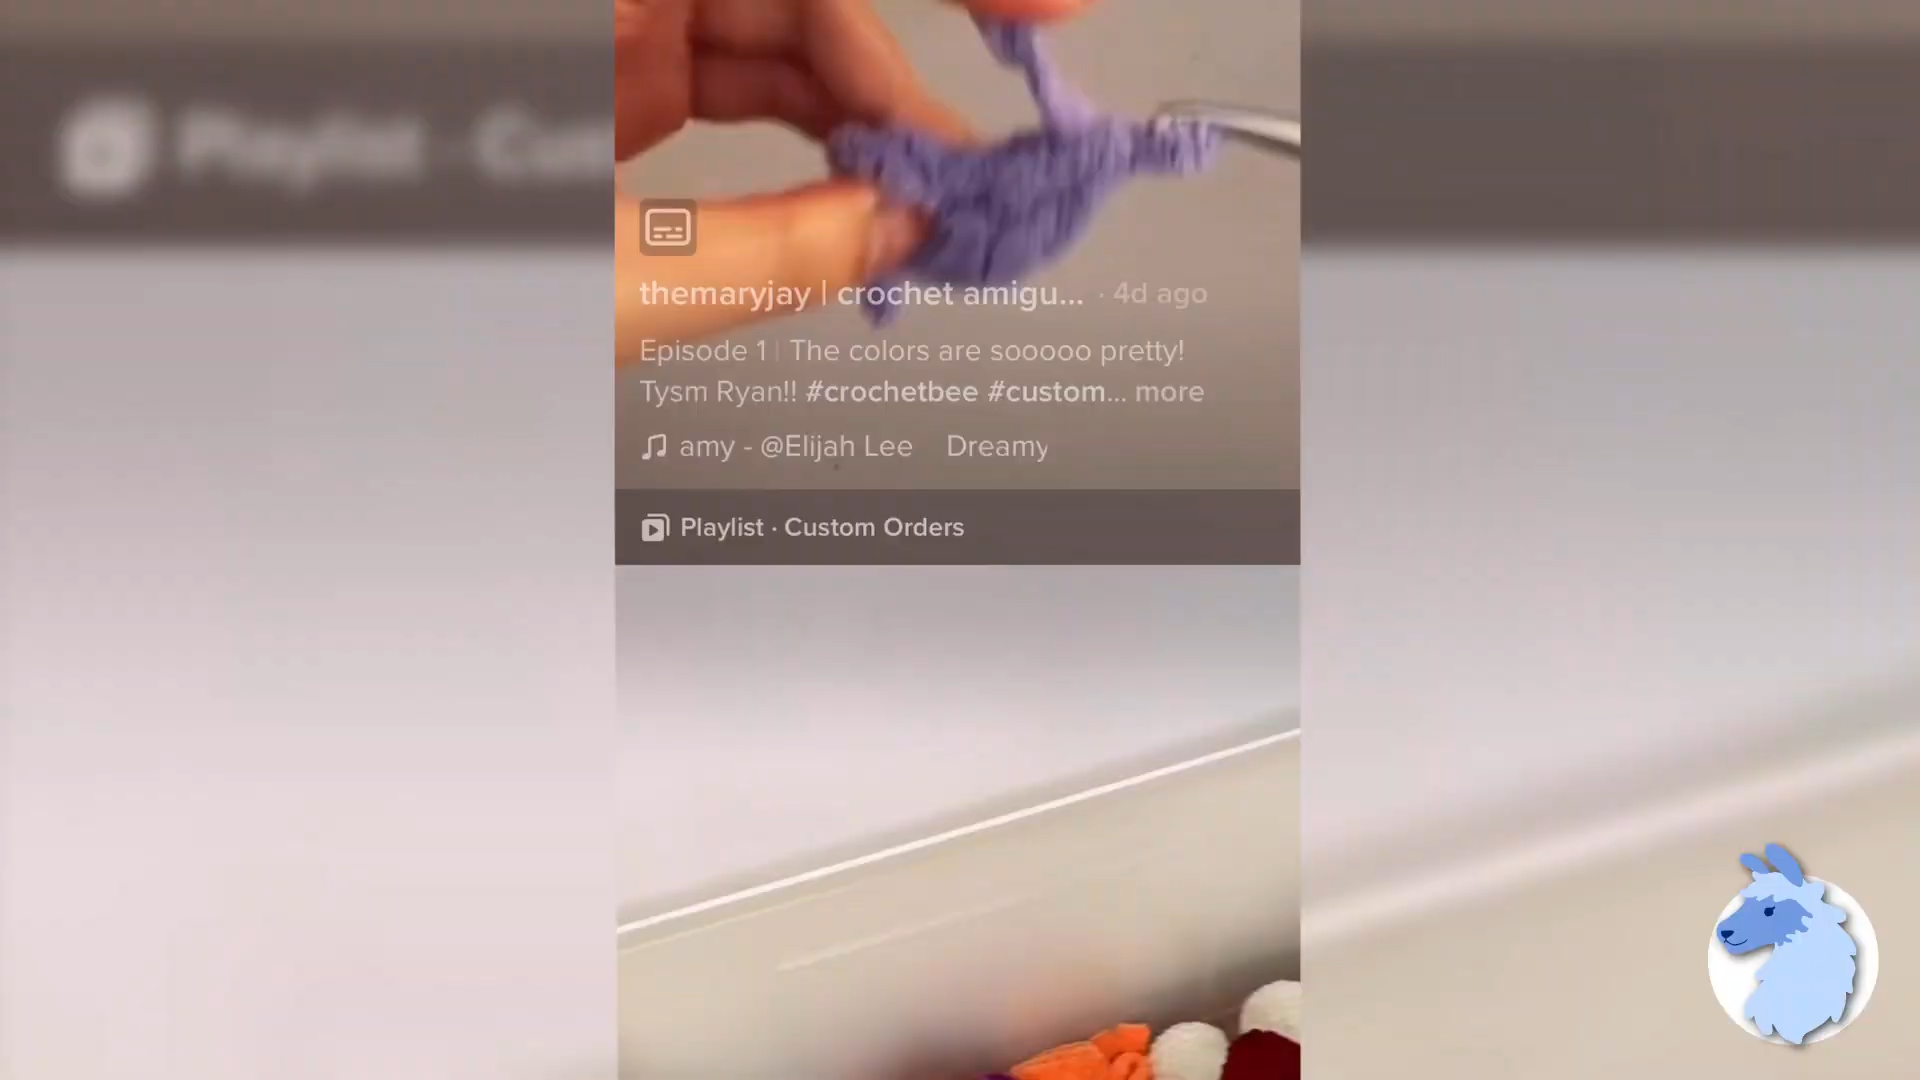 themaryjay | crochet amigu... · 4d ago
Episode 1 | The colors are sooooo pretty!
Tysm Ryan!! #crochetbee #custom... more
amy - @Elijah Lee Dreamy
Playlist · Custom Orders